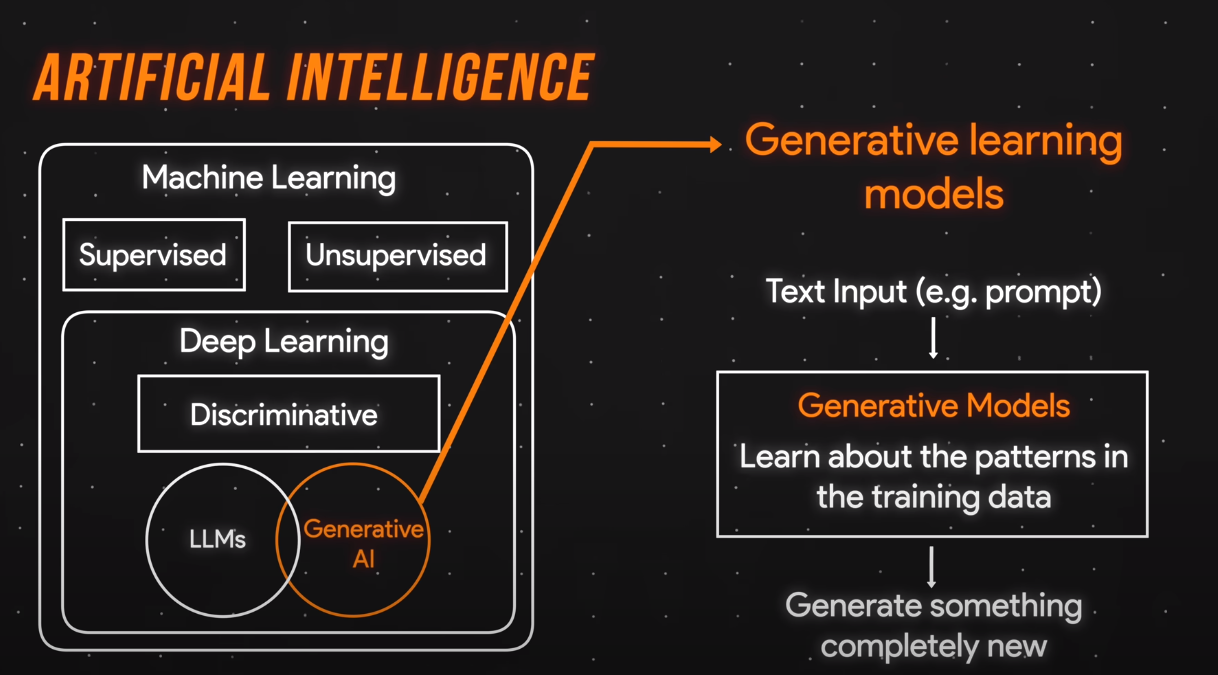 ARTIFICIAL INTELLIGENCE
Machine Learning
Supervised
Unsupervised
Deep Learning
Discriminative
LLMs
Generative
AI
Generative learning
models
Text Input (e.g. prompt)
Generative Models
Learn about the patterns in
the training data
Generate something
completely new